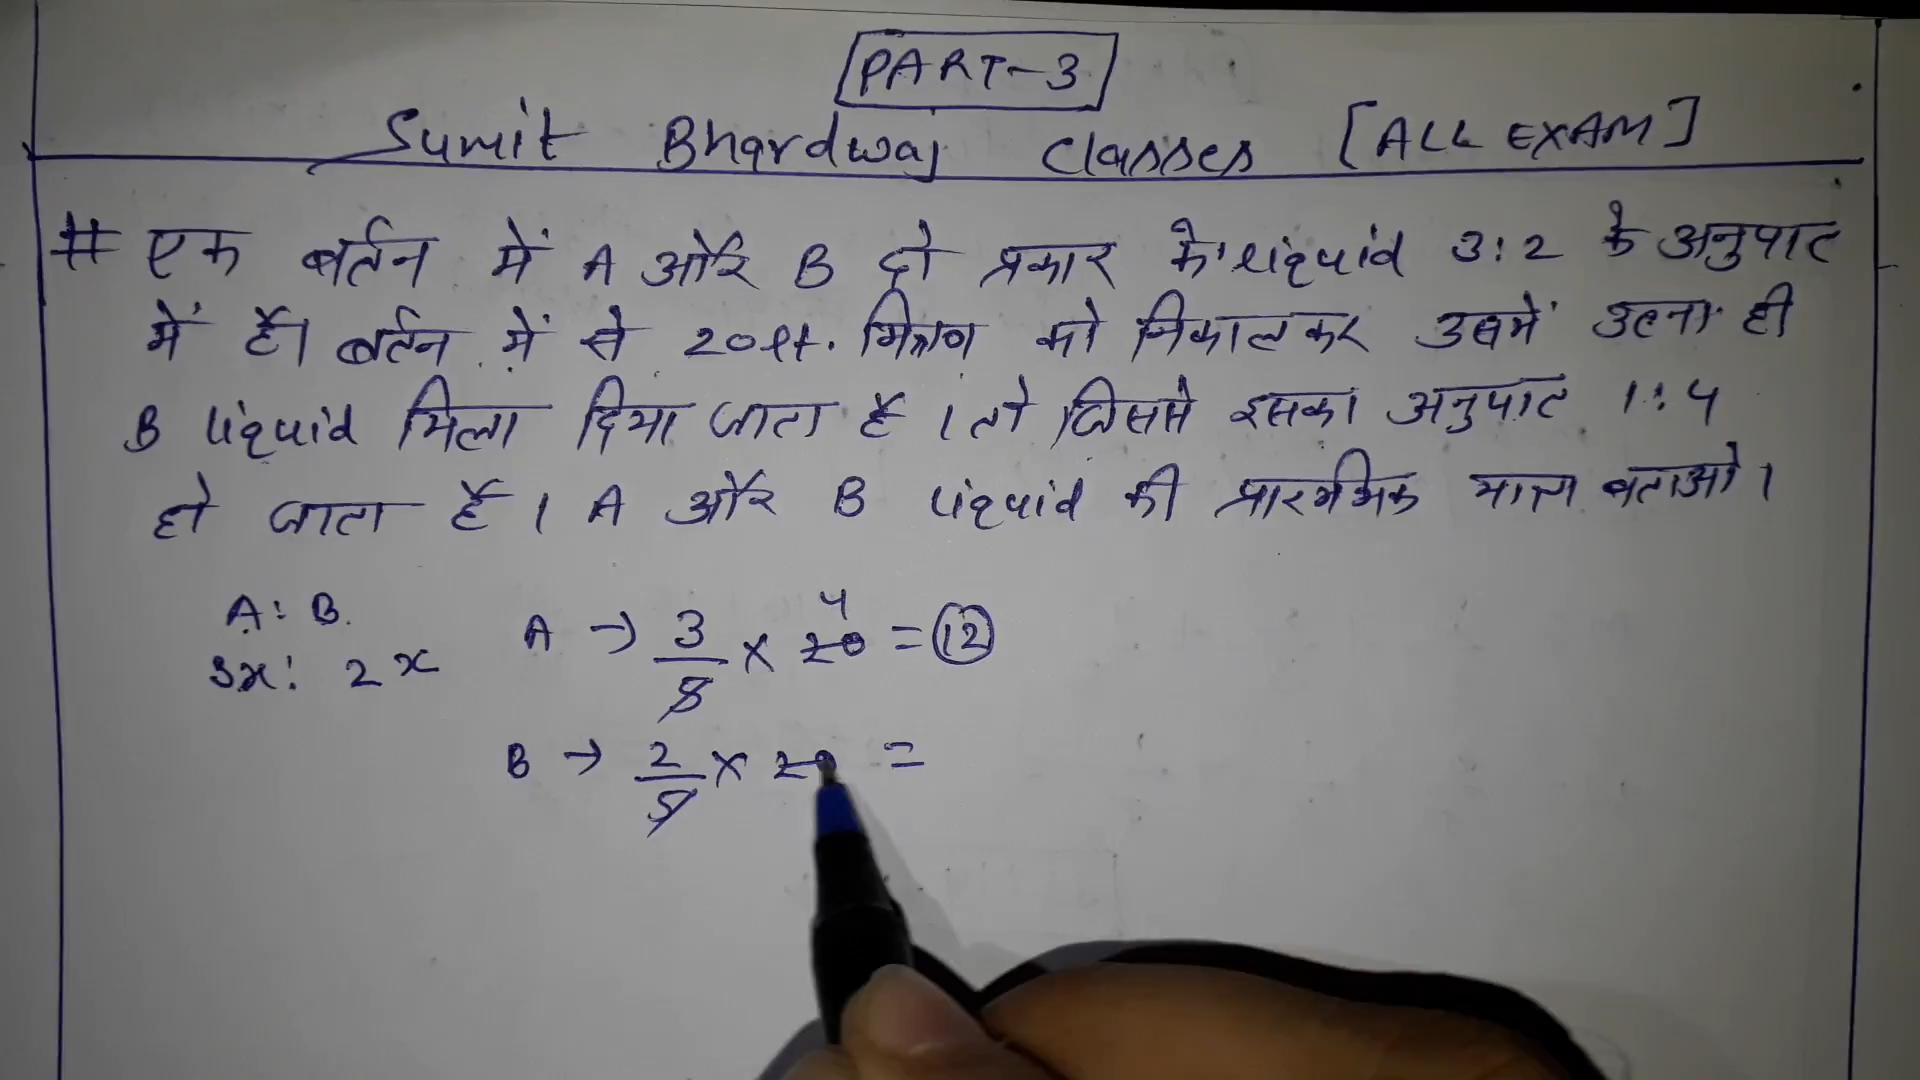 PART-3
Sumit Bhardwaj Classes [ALL EXAM]
# एक बर्तन में A और B दो प्रकार के liquid 3:2 के अनुपात
में हैं। बर्तन में से 20 lt. मिश्रण को निकालकर उसमें उतना ही
B liquid मिला दिया जाता है । तो जिससे इसका अनुपात 1:4
हो जाता है । A और B liquid की प्रारम्भिक मात्रा बताओ।
A: B.
3x: 2x
A → 3/5 × 20 = 12
4
B → 2/5 × 20 =